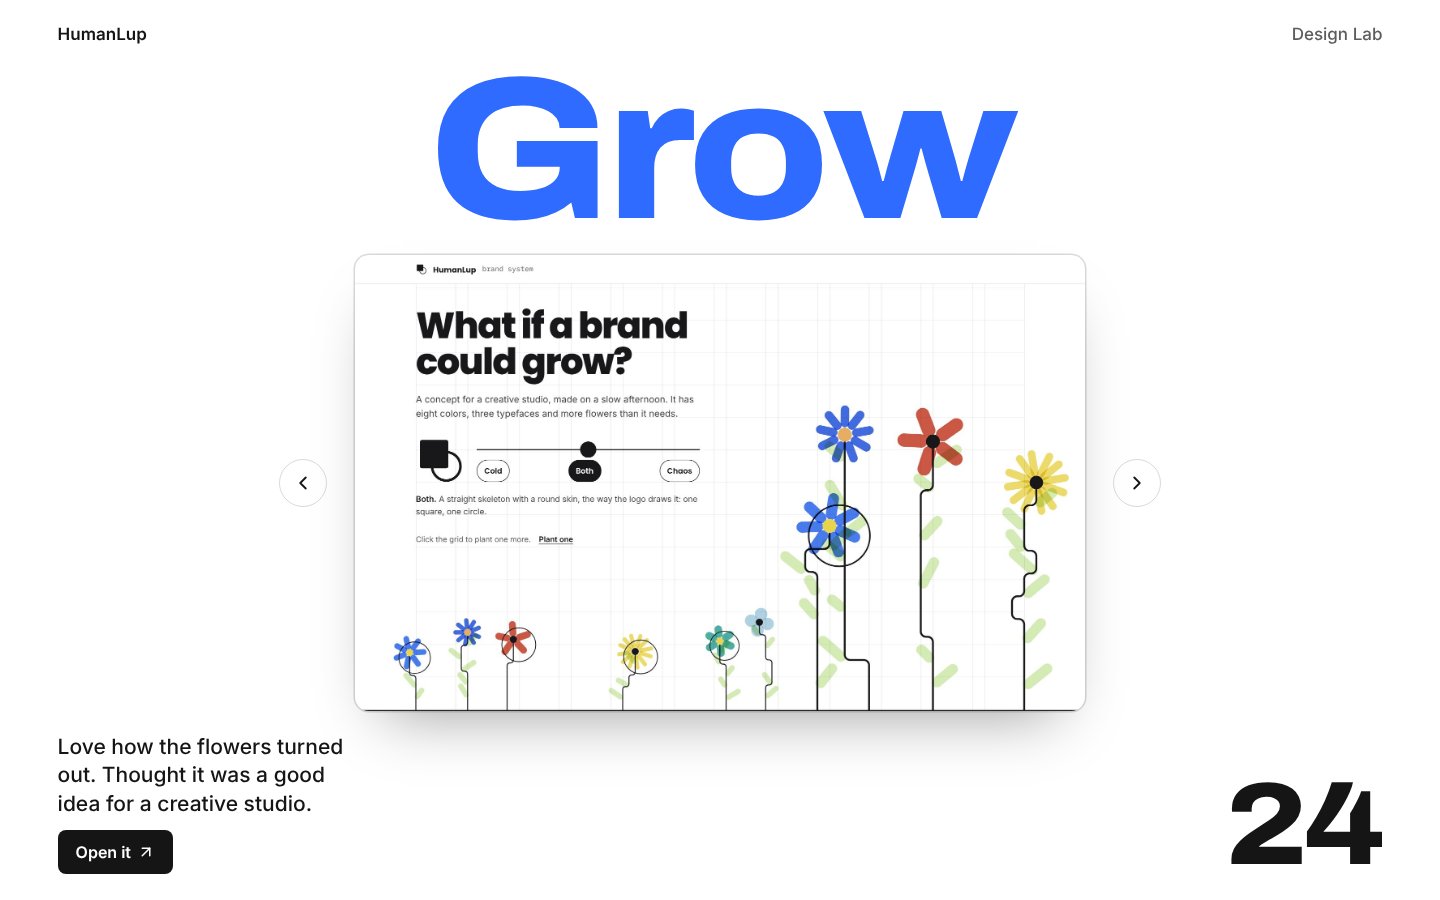 HumanLup
Design Lab
Grow
HumanLup brand system
What if a brand
could grow?
A concept for a creative studio, made on a slow afternoon. It has
eight colors, three typefaces and more flowers than it needs.
Cold
Both
Chaos
Both. A straight skeleton with a round skin, the way the logo draws it: one
square, one circle.
Click the grid to plant one more. Plant one
Love how the flowers turned
out. Thought it was a good
idea for a creative studio.
Open it
24